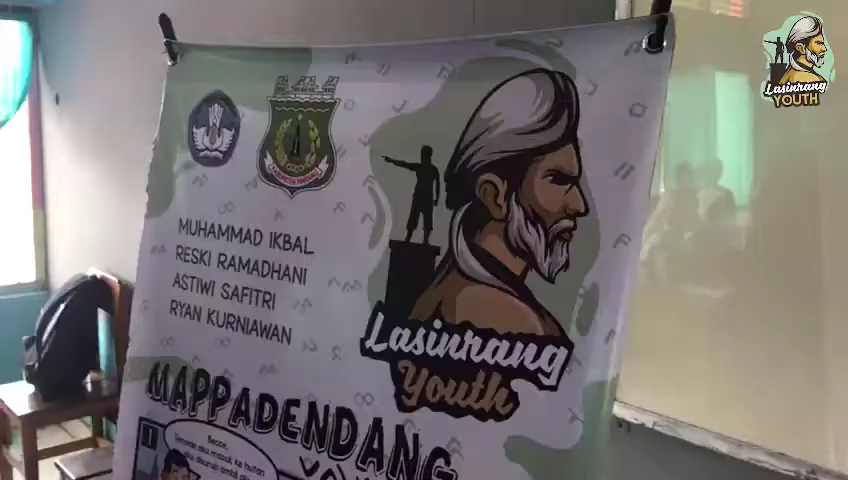 MUHAMMAD IKBAL
RESKI RAMADHANI
ASTIWI SAFITRI
RYAN KURNIAWAN
Lasinrang
Youth
MAPPADENDANG
Lasinrang
YOUTH